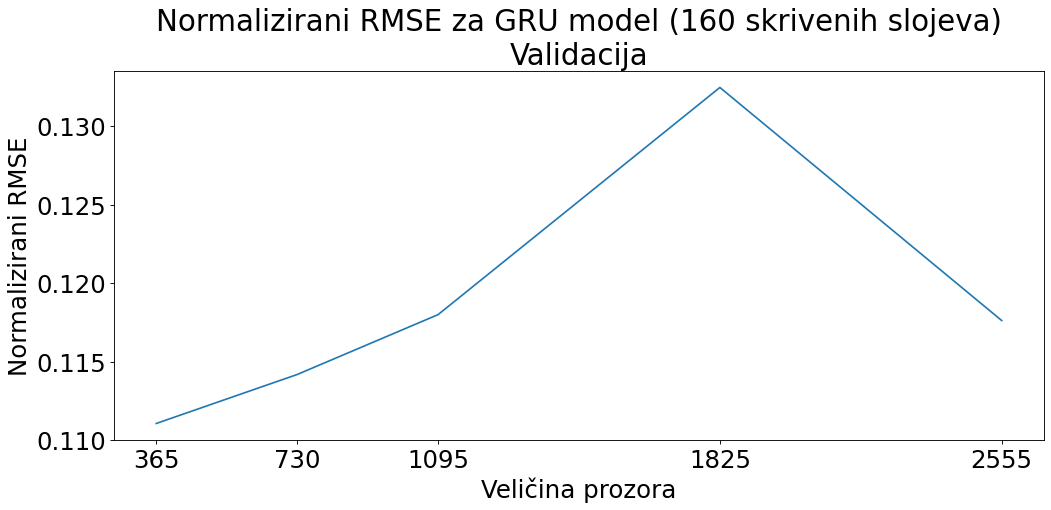 Normalizirani RMSE za GRU model (160 skrivenih slojeva)
Validacija
Normalizirani RMSE
0.130
0.125
0.120
0.115
0.110
365 730 1095 1825 2555
Veličina prozora